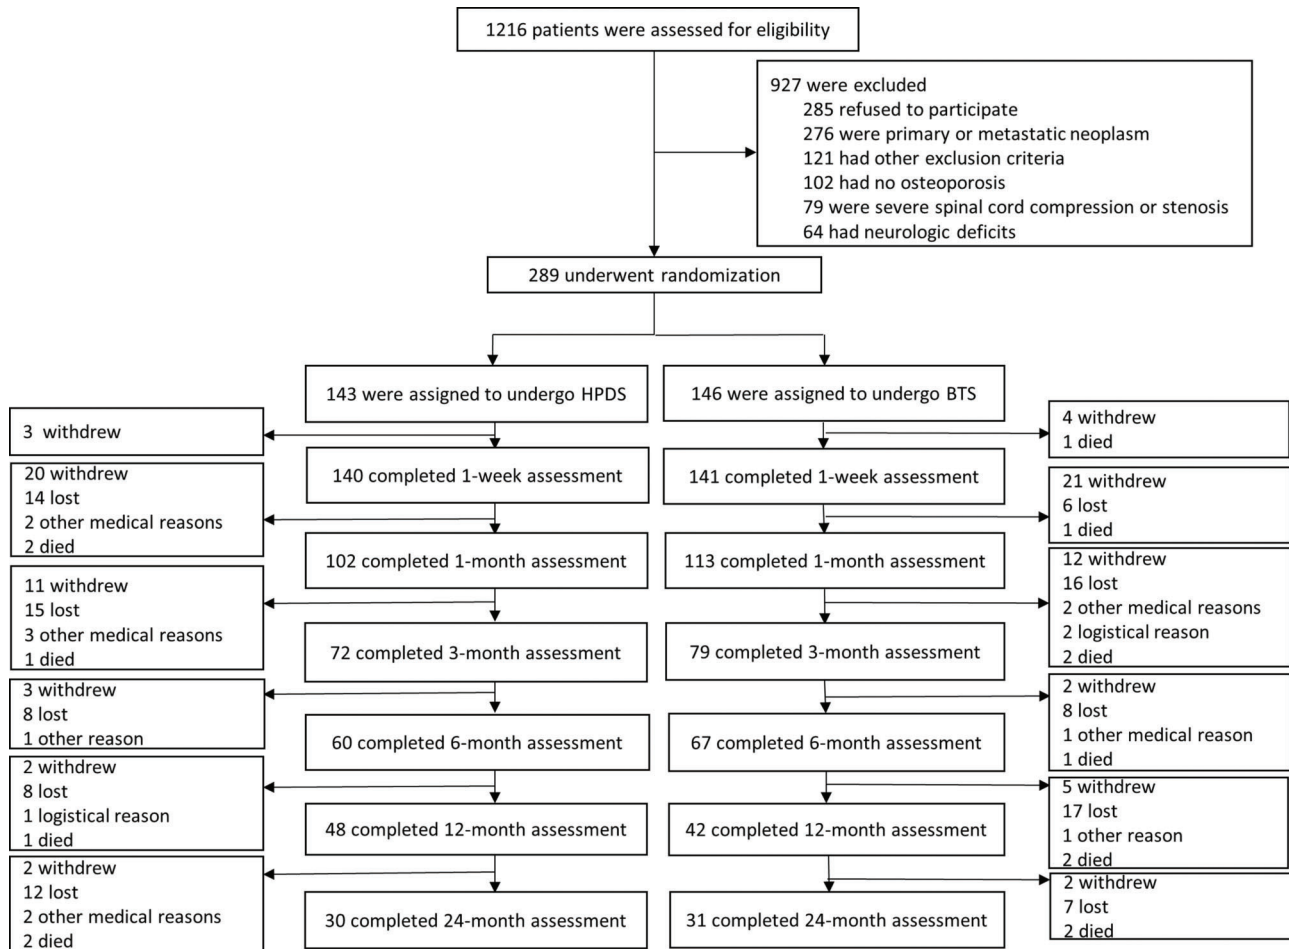 1216 patients were assessed for eligibility
927 were excluded
285 refused to participate
276 were primary or metastatic neoplasm
121 had other exclusion criteria
102 had no osteoporosis
79 were severe spinal cord compression or stenosis
64 had neurologic deficits
289 underwent randomization
143 were assigned to undergo HPDS
146 were assigned to undergo BTS
3 withdrew
4 withdrew
1 died
140 completed 1-week assessment
141 completed 1-week assessment
20 withdrew
14 lost
2 other medical reasons
2 died
21 withdrew
6 lost
1 died
102 completed 1-month assessment
113 completed 1-month assessment
11 withdrew
15 lost
3 other medical reasons
1 died
12 withdrew
16 lost
2 other medical reasons
2 logistical reason
2 died
72 completed 3-month assessment
79 completed 3-month assessment
3 withdrew
8 lost
1 other reason
2 withdrew
8 lost
1 other medical reason
1 died
60 completed 6-month assessment
67 completed 6-month assessment
2 withdrew
8 lost
1 logistical reason
1 died
5 withdrew
17 lost
1 other reason
2 died
48 completed 12-month assessment
42 completed 12-month assessment
2 withdrew
12 lost
2 other medical reasons
2 died
2 withdrew
7 lost
2 died
30 completed 24-month assessment
31 completed 24-month assessment